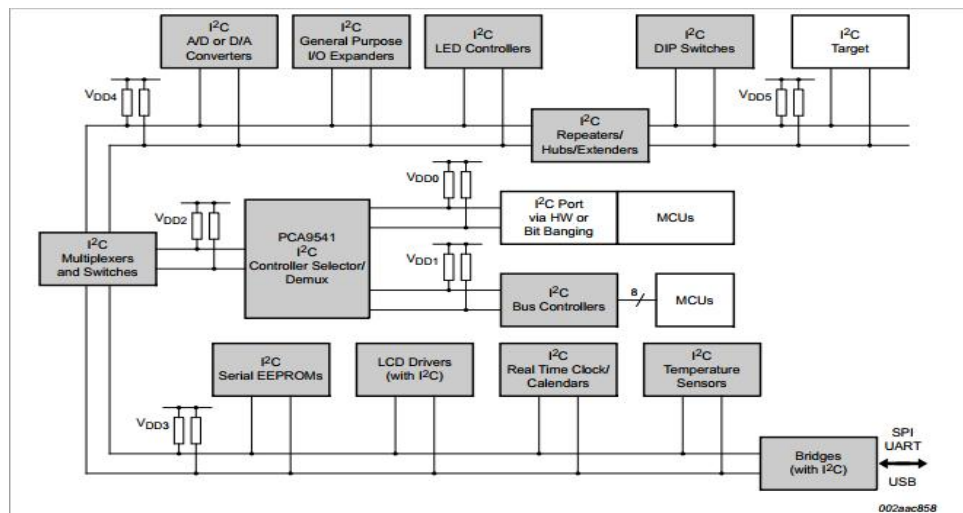 I²C
A/D or D/A
Converters
I²C
General Purpose
I/O Expanders
I²C
LED Controllers
I²C
DIP Switches
I²C
Target
VDD4
VDD5
I²C
Repeaters/
Hubs/Extenders
VDD0
VDD2
I²C Port
via HW or
Bit Banging
MCUs
PCA9541
I²C
Controller Selector/
Demux
I²C
Multiplexers
and Switches
VDD1
I²C
Bus Controllers
8
MCUs
I²C
Serial EEPROMs
LCD Drivers
(with I²C)
I²C
Real Time Clock/
Calendars
I²C
Temperature
Sensors
VDD3
Bridges
(with I²C)
SPI
UART
USB
002aac858